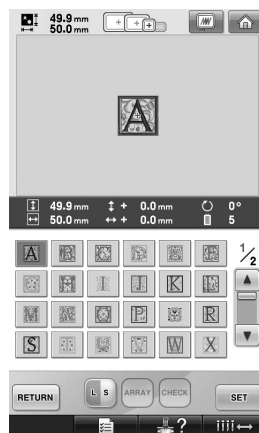 49.9 mm
50.0 mm
A
49.9 mm + 0.0 mm 0°
50.0 mm + 0.0 mm 5
A B C D E F 1/2
G H I J K L
M N O P Q R
S T U V W X
RETURN L S ARRAY CHECK SET
?